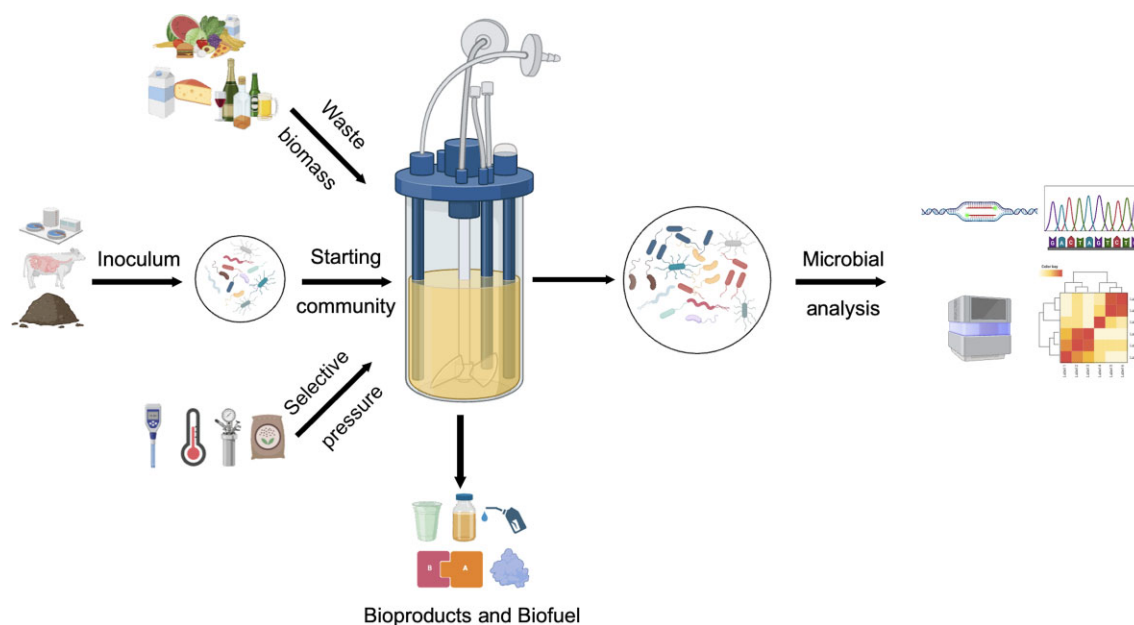 Waste
biomass
Inoculum
Starting
community
Microbial
analysis
G A C T A G T C T
Selective
pressure
B A
Bioproducts and Biofuel